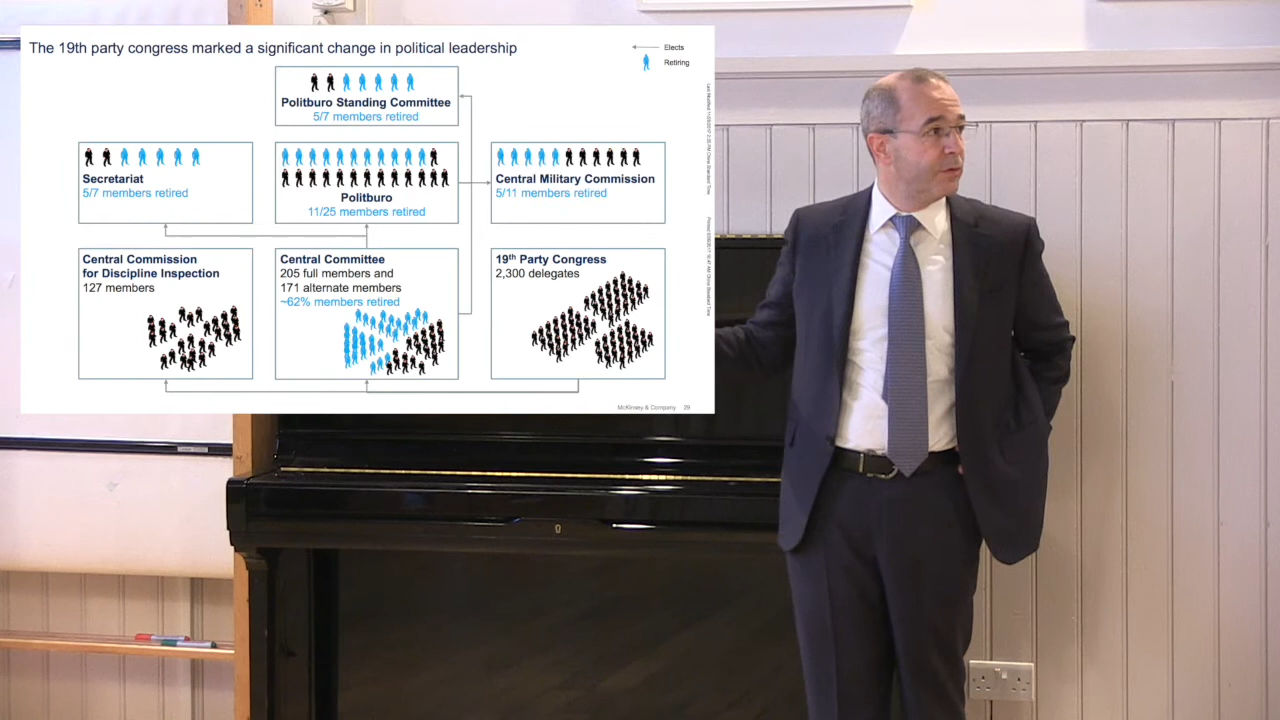 The 19th party congress marked a significant change in political leadership
Elects
Retiring
Politburo Standing Committee
5/7 members retired
Secretariat
5/7 members retired
Politburo
11/25 members retired
Central Military Commission
5/11 members retired
Central Commission
for Discipline Inspection
127 members
Central Committee
205 full members and
171 alternate members
~62% members retired
19th Party Congress
2,300 delegates
McKinsey & Company 29